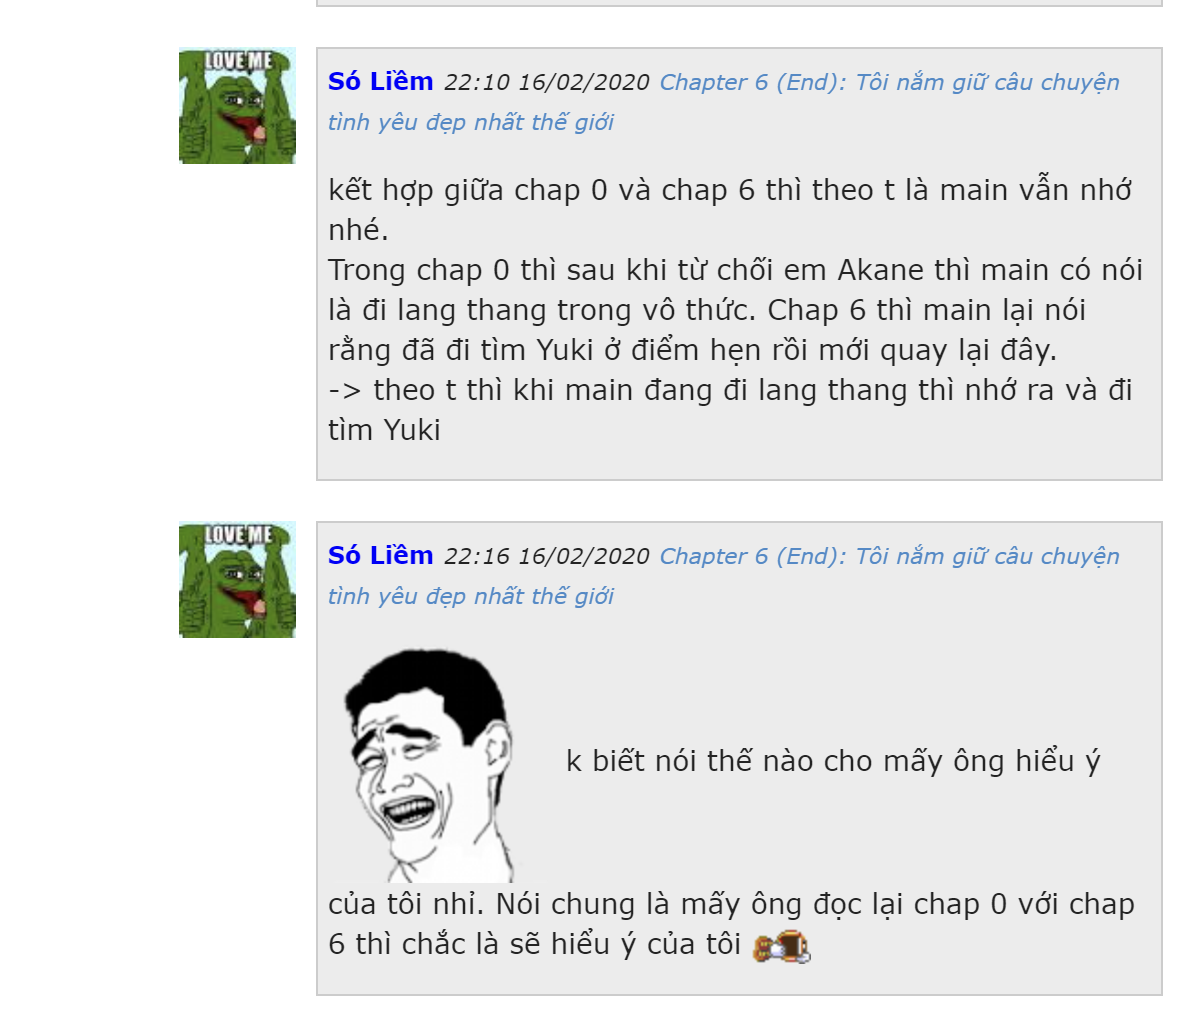 LOVE ME
Só Liềm 22:10 16/02/2020 Chapter 6 (End): Tôi nắm giữ câu chuyện
tình yêu đẹp nhất thế giới
kết hợp giữa chap 0 và chap 6 thì theo t là main vẫn nhớ
nhé.
Trong chap 0 thì sau khi từ chối em Akane thì main có nói
là đi lang thang trong vô thức. Chap 6 thì main lại nói
rằng đã đi tìm Yuki ở điểm hẹn rồi mới quay lại đây.
-> theo t thì khi main đang đi lang thang thì nhớ ra và đi
tìm Yuki
LOVE ME
Só Liềm 22:16 16/02/2020 Chapter 6 (End): Tôi nắm giữ câu chuyện
tình yêu đẹp nhất thế giới
k biết nói thế nào cho mấy ông hiểu ý
của tôi nhỉ. Nói chung là mấy ông đọc lại chap 0 với chap
6 thì chắc là sẽ hiểu ý của tôi